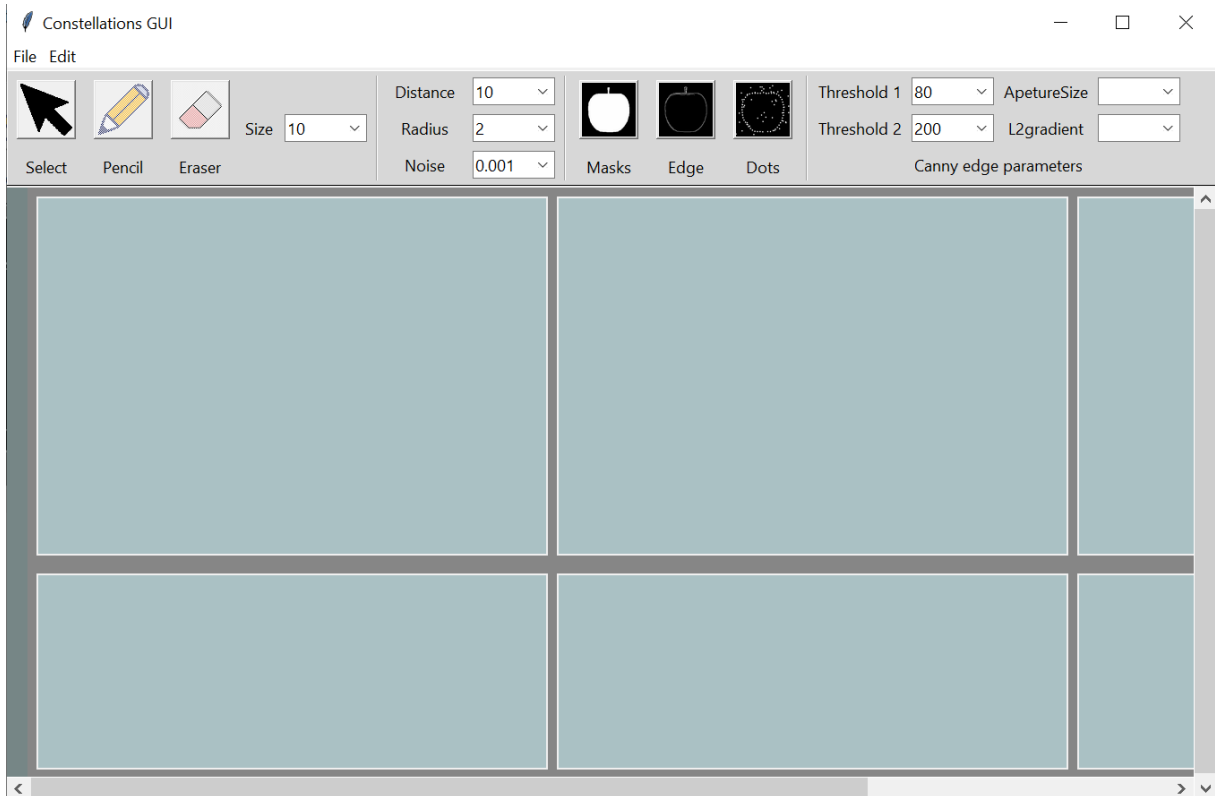 Constellations GUI
File Edit
Distance 10 Threshold 1 80 ApetureSize
Size 10 Radius 2 Threshold 2 200 L2gradient
Select Pencil Eraser Noise 0.001 Masks Edge Dots Canny edge parameters